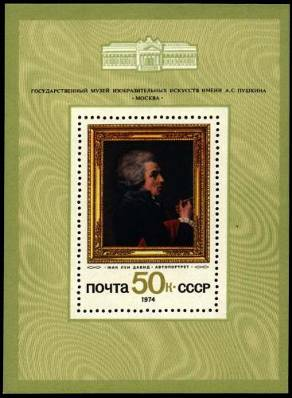 ГОСУДАРСТВЕННЫЙ МУЗЕЙ ИЗОБРАЗИТЕЛЬНЫХ ИСКУССТВ ИМЕНИ А.С.ПУШКИНА
· МОСКВА ·
ЖАК ЛУИ ДАВИД · АВТОПОРТРЕТ
ПОЧТА 50К· СССР
1974